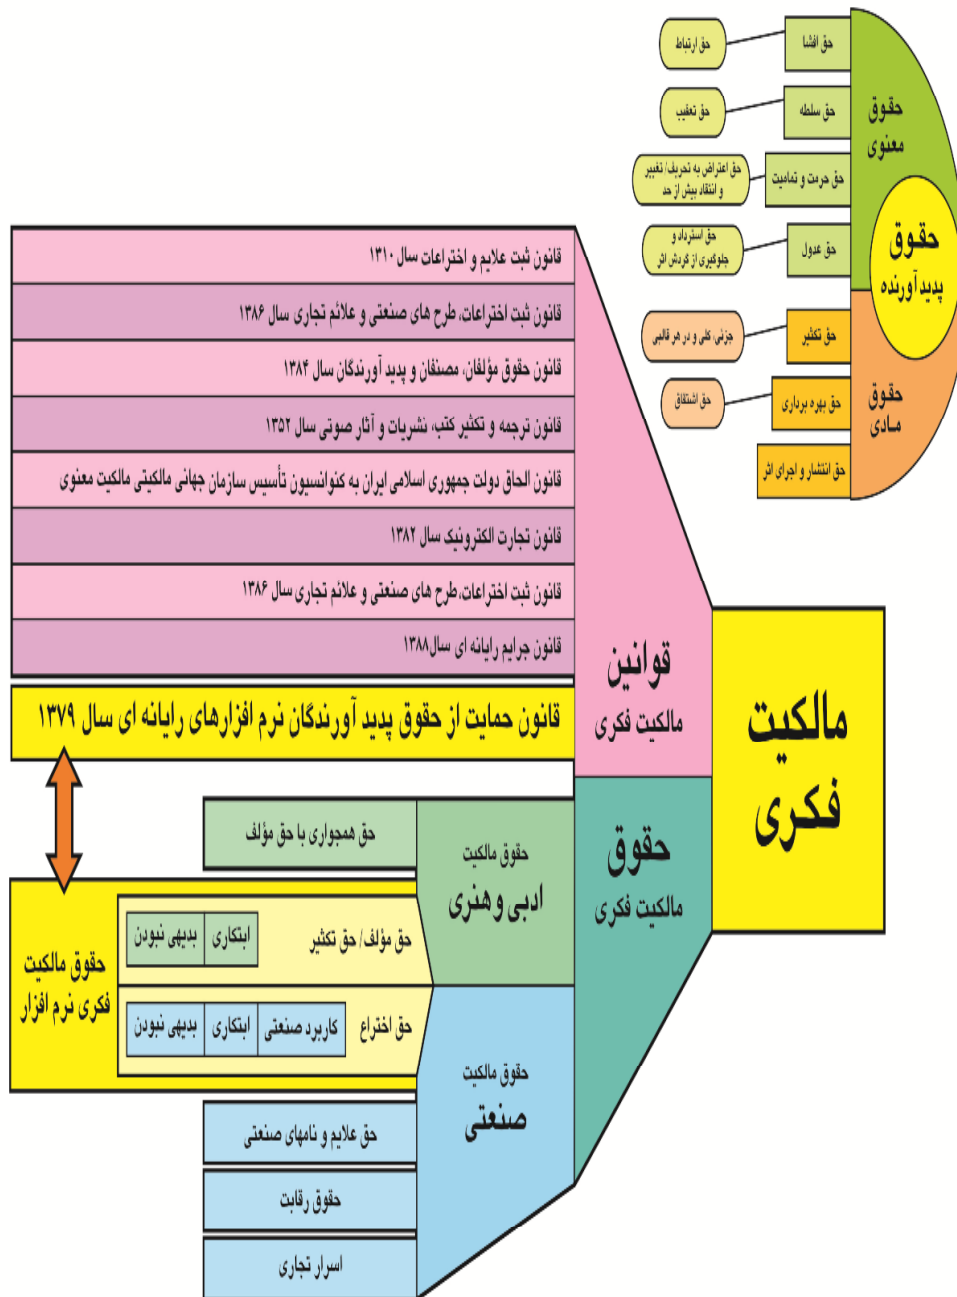 حقوق
معنوی
حق افشا
حق ارتباط
حق سلطه
حق تعقیب
حق حرمت و تمامیت
حق اعتراض به تحریف/ تغییر
و انتقاد بیش از حد
حق عدول
حق استرداد و
جلوگیری از گردش اثر
حقوق
پدیدآورنده
حقوق
مادی
حق تکثیر
جزئی، کلی و در هر قالبی
حق بهره برداری
حق اشتقاق
حق انتشار و اجرای اثر
مالکیت
فکری
قوانین
مالکیت فکری
قانون ثبت علایم و اختراعات سال ۱۳۱۰
قانون ثبت اختراعات، طرح های صنعتی و علائم تجاری سال ۱۳۸۶
قانون حقوق مؤلفان، مصنفان و پدید آورندگان سال ۱۳۸۴
قانون ترجمه و تکثیر کتب، نشریات و آثار صوتی سال ۱۳۵۲
قانون الحاق دولت جمهوری اسلامی ایران به کنوانسیون تأسیس سازمان جهانی مالکیتی مالکیت معنوی
قانون تجارت الکترونیک سال ۱۳۸۲
قانون ثبت اختراعات، طرح های صنعتی و علائم تجاری سال ۱۳۸۶
قانون جرایم رایانه ای سال۱۳۸۸
قانون حمایت از حقوق پدید آورندگان نرم افزارهای رایانه ای سال ۱۳۷۹
حقوق
مالکیت فکری
حقوق مالکیت
ادبی و هنری
حق همجواری با حق مؤلف
حق مؤلف/ حق تکثیر
ابتکاری
بدیهی نبودن
حقوق مالکیت
فکری نرم افزار
حقوق مالکیت
صنعتی
حق اختراع
کاربرد صنعتی
ابتکاری
بدیهی نبودن
حق علایم و نامهای صنعتی
حقوق رقابت
اسرار تجاری